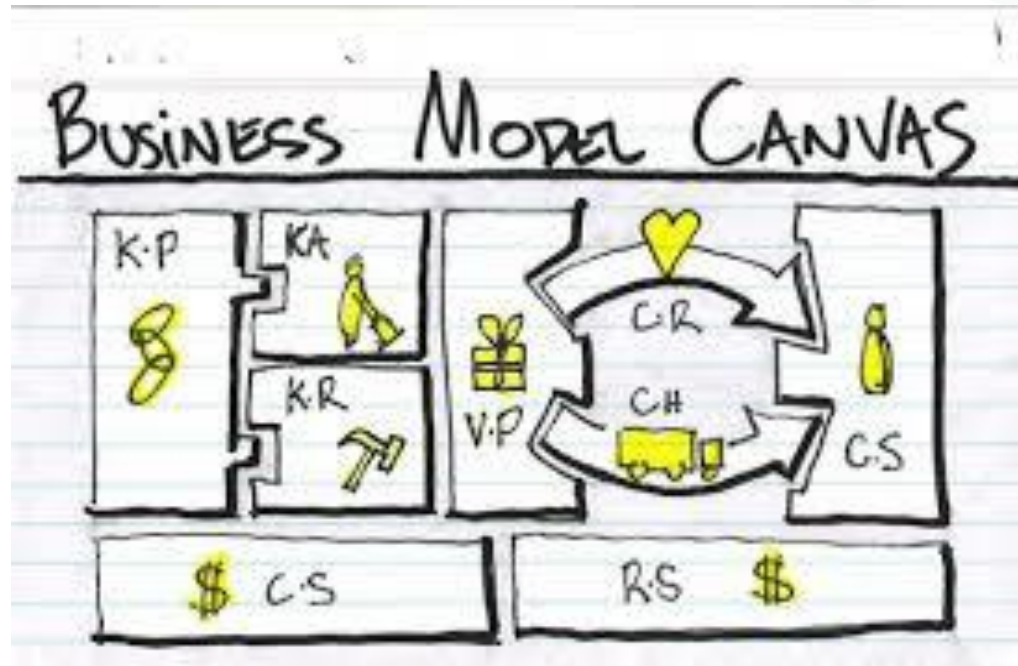 BUSINESS MODEL CANVAS
K.P
KA
K.R
V.P
C.R
CH
C.S
$ C.S
R.S $